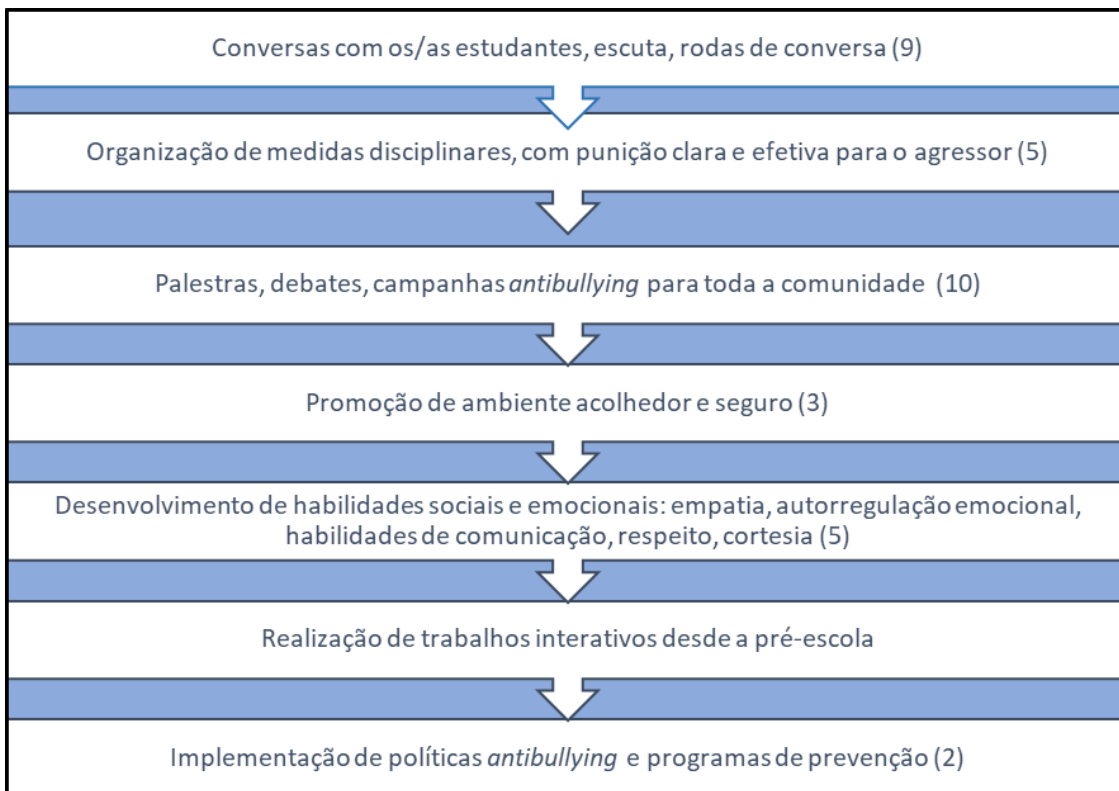 Conversas com os/as estudantes, escuta, rodas de conversa (9)
Organização de medidas disciplinares, com punição clara e efetiva para o agressor (5)
Palestras, debates, campanhas antibullying para toda a comunidade (10)
Promoção de ambiente acolhedor e seguro (3)
Desenvolvimento de habilidades sociais e emocionais: empatia, autorregulação emocional,
habilidades de comunicação, respeito, cortesia (5)
Realização de trabalhos interativos desde a pré-escola
Implementação de políticas antibullying e programas de prevenção (2)